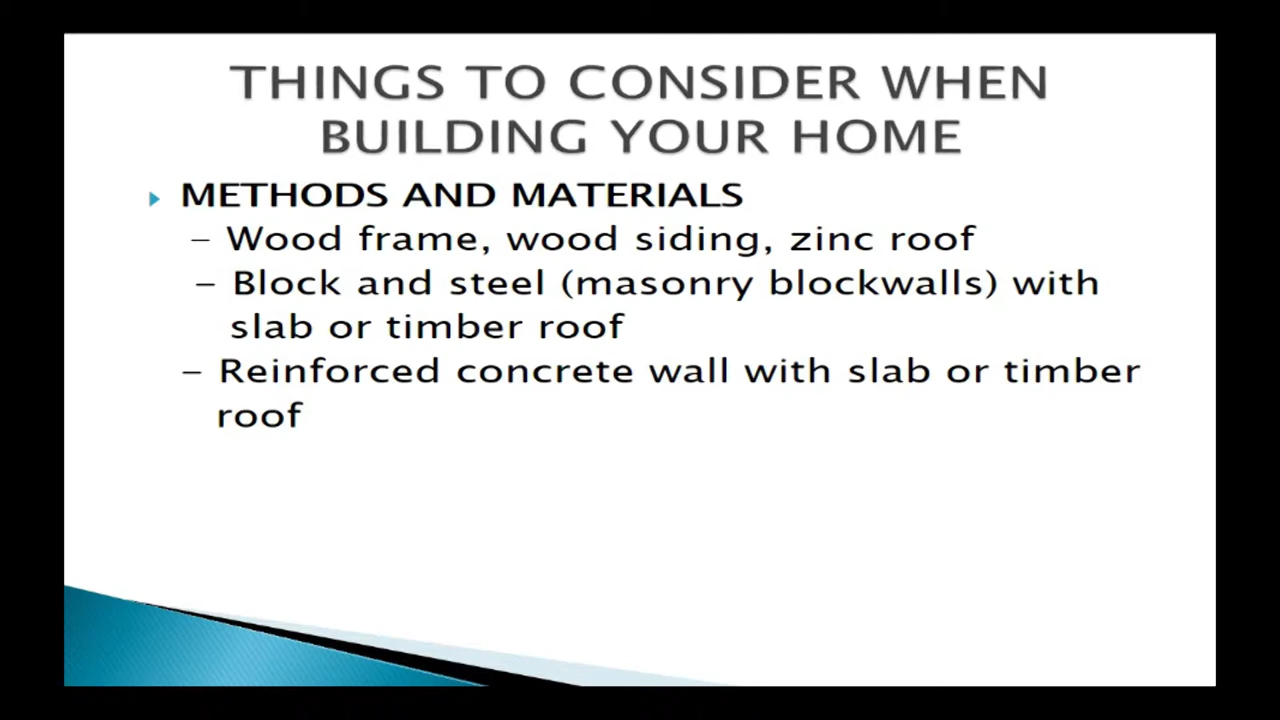 THINGS TO CONSIDER WHEN
BUILDING YOUR HOME
METHODS AND MATERIALS
– Wood frame, wood siding, zinc roof
– Block and steel (masonry blockwalls) with
slab or timber roof
– Reinforced concrete wall with slab or timber
roof